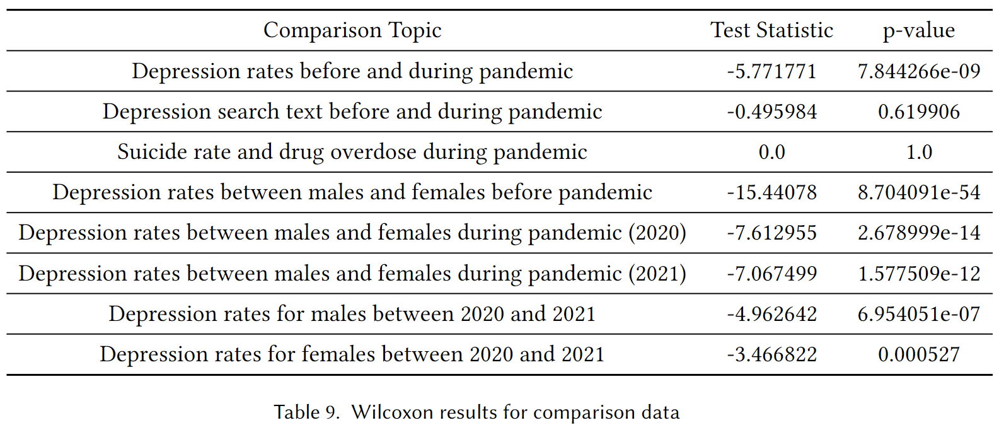 Comparison Topic Test Statistic p-value
Depression rates before and during pandemic -5.771771 7.844266e-09
Depression search text before and during pandemic -0.495984 0.619906
Suicide rate and drug overdose during pandemic 0.0 1.0
Depression rates between males and females before pandemic -15.44078 8.704091e-54
Depression rates between males and females during pandemic (2020) -7.612955 2.678999e-14
Depression rates between males and females during pandemic (2021) -7.067499 1.577509e-12
Depression rates for males between 2020 and 2021 -4.962642 6.954051e-07
Depression rates for females between 2020 and 2021 -3.466822 0.000527
Table 9. Wilcoxon results for comparison data